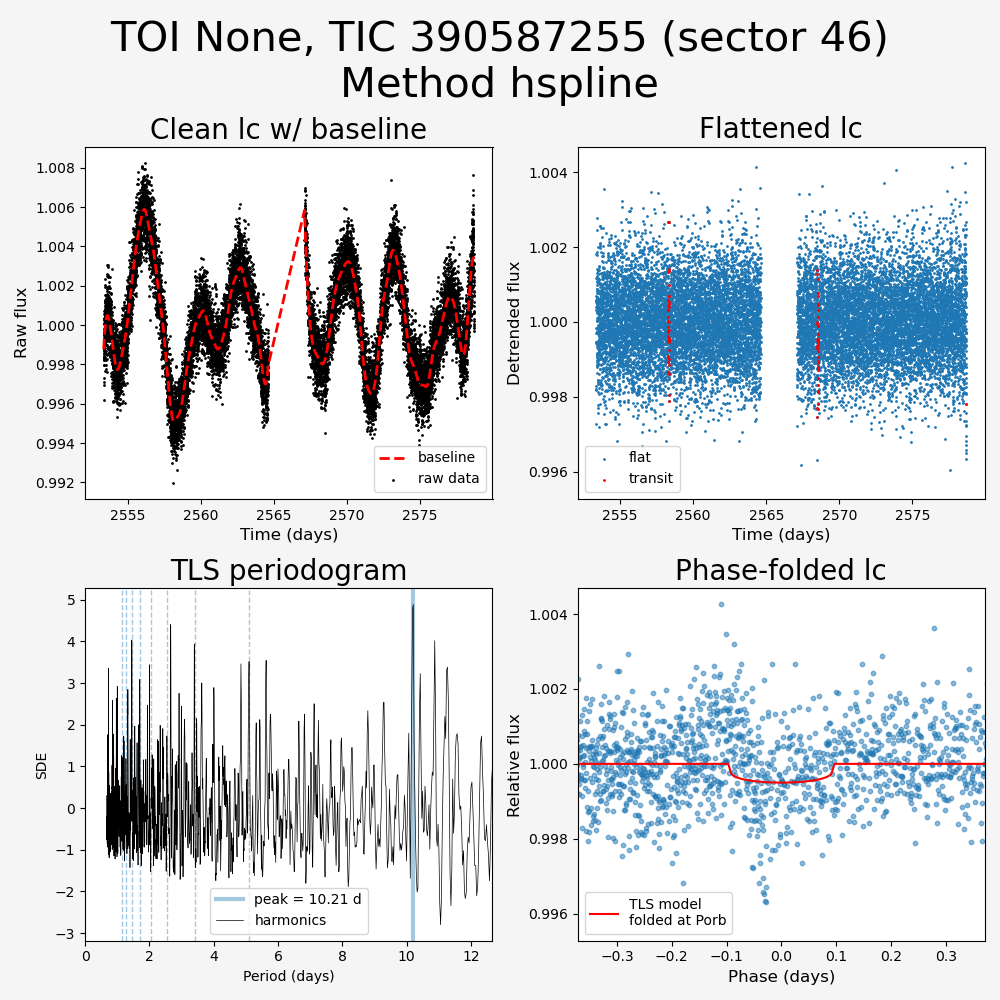 TOI None, TIC 390587255 (sector 46)
Method hspline
Clean lc w/ baseline
Flattened lc
1.008
1.006
1.004
1.002
1.000
0.998
0.996
0.994
0.992
Raw flux
baseline
raw data
2555
2560
2565
2570
2575
Time (days)
1.004
1.002
1.000
0.998
0.996
Detrended flux
flat
transit
2555
2560
2565
2570
2575
Time (days)
TLS periodogram
Phase-folded lc
5
4
3
2
1
0
−1
−2
−3
SDE
peak = 10.21 d
harmonics
0
2
4
6
8
10
12
Period (days)
1.004
1.002
1.000
0.998
0.996
Relative flux
TLS model
folded at Porb
−0.3
−0.2
−0.1
0.0
0.1
0.2
0.3
Phase (days)